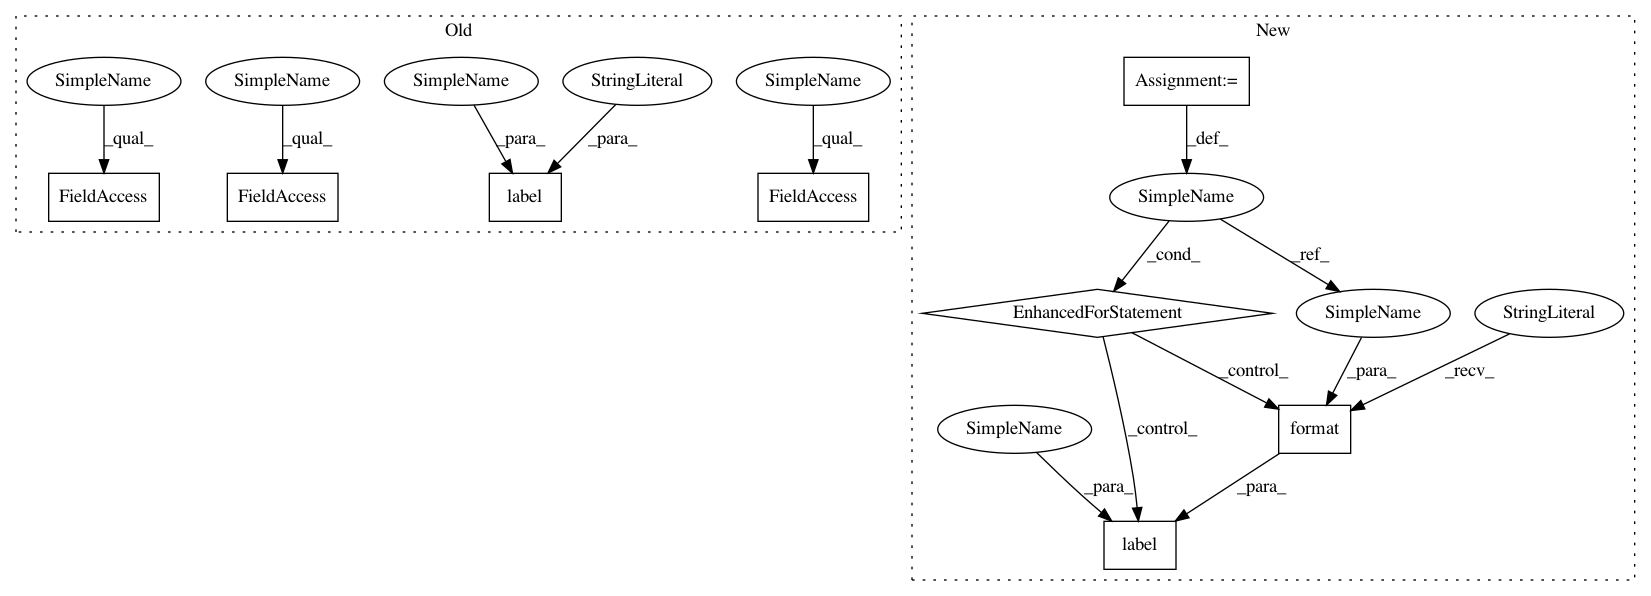 Old
New
SimpleName
SimpleName
SimpleName
StringLiteral
SimpleName
Assignment:=
_qual_
_qual_
_para_
_para_
_qual_
_def_
FieldAccess
FieldAccess
label
FieldAccess
SimpleName
_cond_
_ref_
EnhancedForStatement
SimpleName
StringLiteral
_control_
_para_
_recv_
SimpleName
_control_
format
_para_
_para_
label